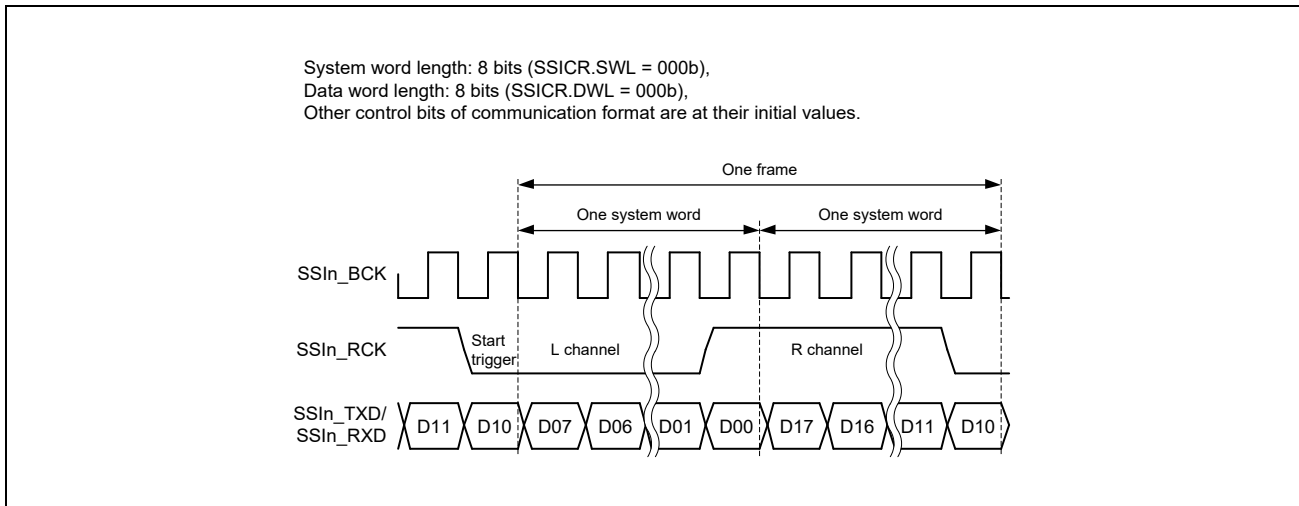 System word length: 8 bits (SSICR.SWL = 000b),
Data word length: 8 bits (SSICR.DWL = 000b),
Other control bits of communication format are at their initial values.
One frame
One system word One system word
SSIn_BCK
SSIn_RCK Start trigger L channel R channel
SSIn_TXD/
SSIn_RXD
D11 D10 D07 D06 D01 D00 D17 D16 D11 D10